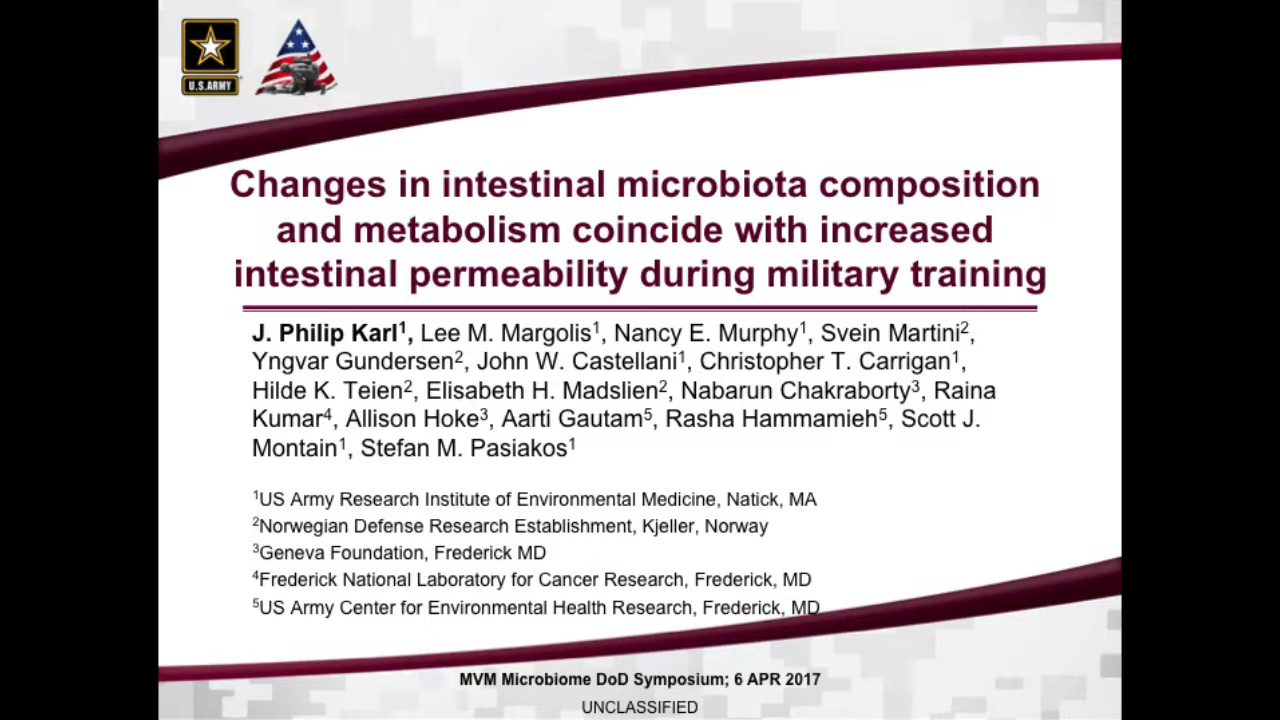 U.S.ARMY
Changes in intestinal microbiota composition
and metabolism coincide with increased
intestinal permeability during military training
J. Philip Karl¹, Lee M. Margolis¹, Nancy E. Murphy¹, Svein Martini²,
Yngvar Gundersen², John W. Castellani¹, Christopher T. Carrigan¹,
Hilde K. Teien², Elisabeth H. Madslien², Nabarun Chakraborty³, Raina
Kumar⁴, Allison Hoke³, Aarti Gautam⁵, Rasha Hammamieh⁵, Scott J.
Montain¹, Stefan M. Pasiakos¹
¹US Army Research Institute of Environmental Medicine, Natick, MA
²Norwegian Defense Research Establishment, Kjeller, Norway
³Geneva Foundation, Frederick MD
⁴Frederick National Laboratory for Cancer Research, Frederick, MD
⁵US Army Center for Environmental Health Research, Frederick, MD
MVM Microbiome DoD Symposium; 6 APR 2017
UNCLASSIFIED